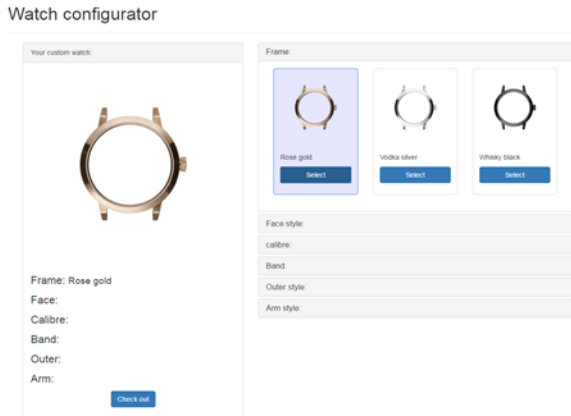 Watch configurator
Your custom watch:
Frame: Rose gold
Face:
Calibre:
Band:
Outer:
Arm:
Check out
Frame:
Rose gold
Vodka silver
Whisky black
Select
Select
Select
Face style:
calibre:
Band:
Outer style:
Arm style: